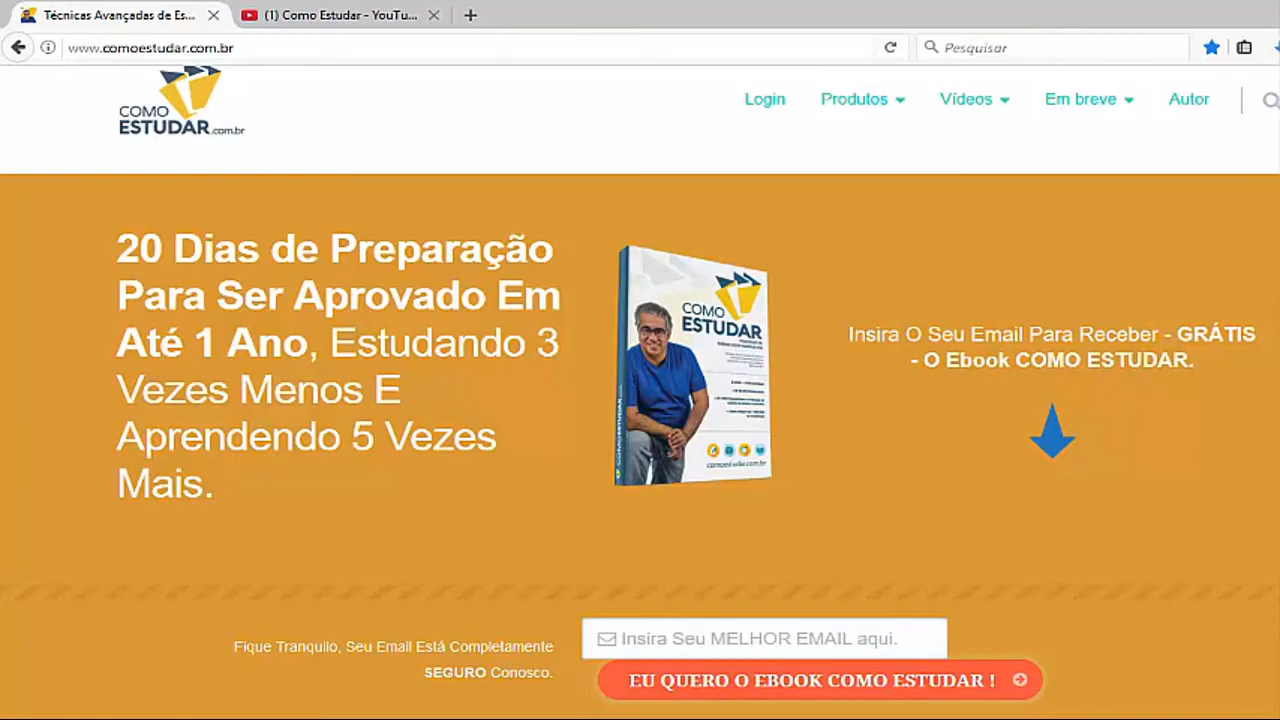 Técnicas Avançadas de Es...
(1) Como Estudar - YouTu...
www.comoestudar.com.br
Pesquisar
COMO
ESTUDAR.com.br
Login
Produtos
Vídeos
Em breve
Autor
20 Dias de Preparação
Para Ser Aprovado Em
Até 1 Ano, Estudando 3
Vezes Menos E
Aprendendo 5 Vezes
Mais.
COMO
ESTUDAR
comoestudar.com.br
Insira O Seu Email Para Receber - GRÁTIS
- O Ebook COMO ESTUDAR.
Fique Tranquilo, Seu Email Está Completamente
SEGURO Conosco.
Insira Seu MELHOR EMAIL aqui.
EU QUERO O EBOOK COMO ESTUDAR !